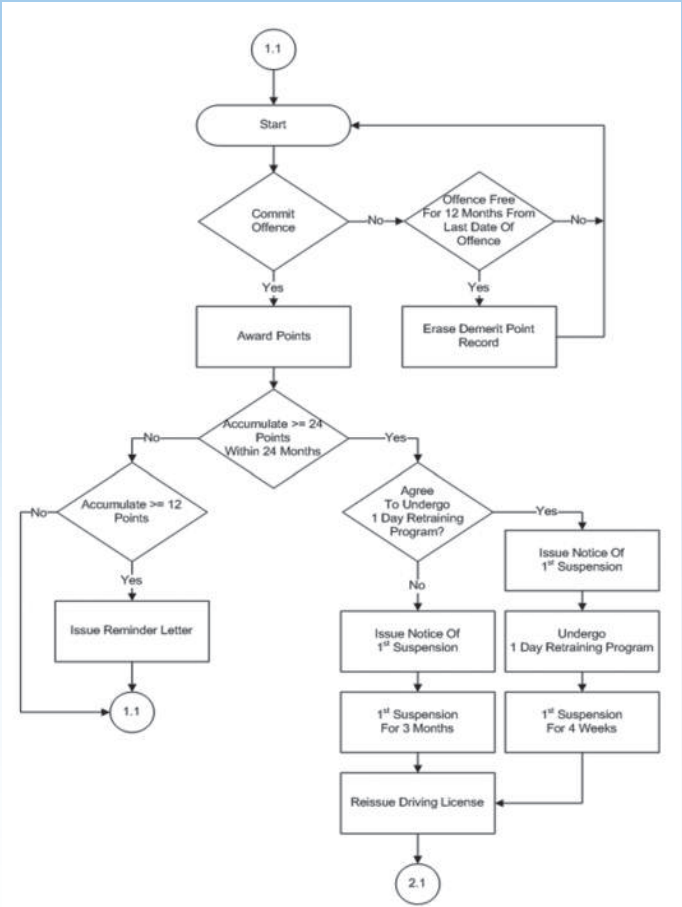 1.1
Start
Commit
Offence
No
Offence Free
For 12 Months From
Last Date Of
Offence
No
Yes
Yes
Award Points
Erase Demerit Point
Record
Accumulate >= 24
Points
Within 24 Months
No
Yes
Accumulate >= 12
Points
No
Agree
To Undergo
1 Day Retraining
Program?
Yes
Issue Notice Of
1st Suspension
Yes
No
Issue Reminder Letter
Issue Notice Of
1st Suspension
Undergo
1 Day Retraining Program
1.1
1st Suspension
For 3 Months
1st Suspension
For 4 Weeks
Reissue Driving License
2.1